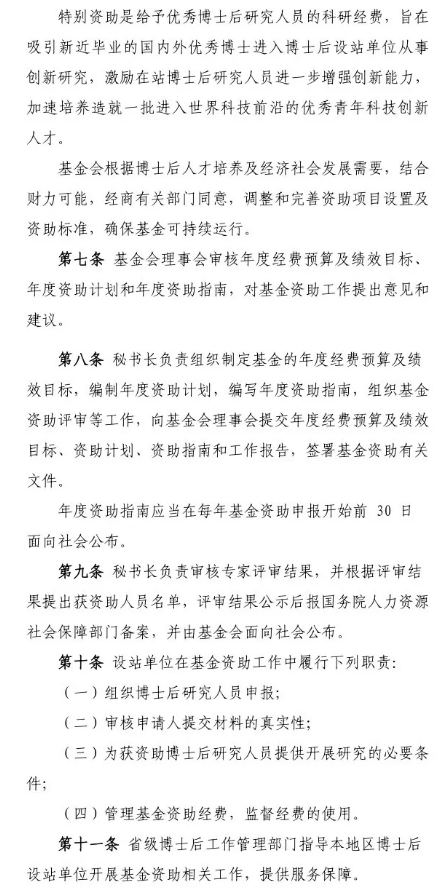 特别资助是给予优秀博士后研究人员的科研经费，旨在
吸引新近毕业的国内外优秀博士进入博士后设站单位从事
创新研究，激励在站博士后研究人员进一步增强创新能力，
加速培养造就一批进入世界科技前沿的优秀青年科技创新
人才。
基金会根据博士后人才培养及经济社会发展需要，结合
财力可能，经商有关部门同意，调整和完善资助项目设置及
资助标准，确保基金可持续运行。
第七条 基金会理事会审核年度经费预算及绩效目标、
年度资助计划和年度资助指南，对基金资助工作提出意见和
建议。
第八条 秘书长负责组织制定基金的年度经费预算及绩
效目标，编制年度资助计划，编写年度资助指南，组织基金
资助评审等工作，向基金会理事会提交年度经费预算及绩效
目标、资助计划、资助指南和工作报告，签署基金资助有关
文件。
年度资助指南应当在每年基金资助申报开始前 30 日
面向社会公布。
第九条 秘书长负责审核专家评审结果，并根据评审结
果提出获资助人员名单，评审结果公示后报国务院人力资源
社会保障部门备案，并由基金会面向社会公布。
第十条 设站单位在基金资助工作中履行下列职责：
（一）组织博士后研究人员申报；
（二）审核申请人提交材料的真实性；
（三）为获资助博士后研究人员提供开展研究的必要条
件；
（四）管理基金资助经费，监督经费的使用。
第十一条 省级博士后工作管理部门指导本地区博士后
设站单位开展基金资助相关工作，提供服务保障。